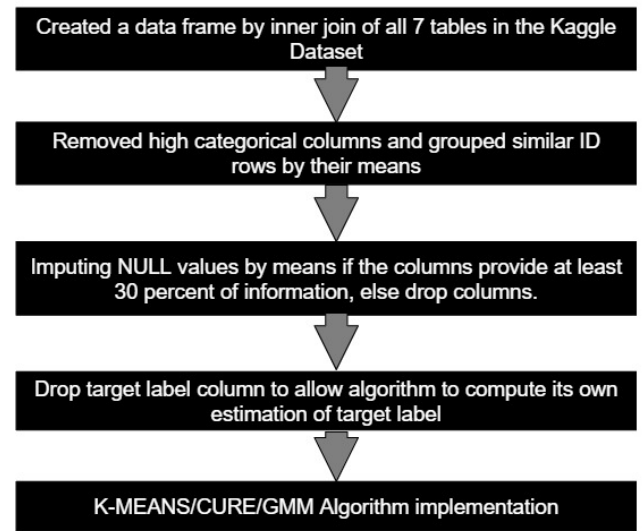 Created a data frame by inner join of all 7 tables in the Kaggle
Dataset
Removed high categorical columns and grouped similar ID
rows by their means
Imputing NULL values by means if the columns provide at least
30 percent of information, else drop columns.
Drop target label column to allow algorithm to compute its own
estimation of target label
K-MEANS/CURE/GMM Algorithm implementation